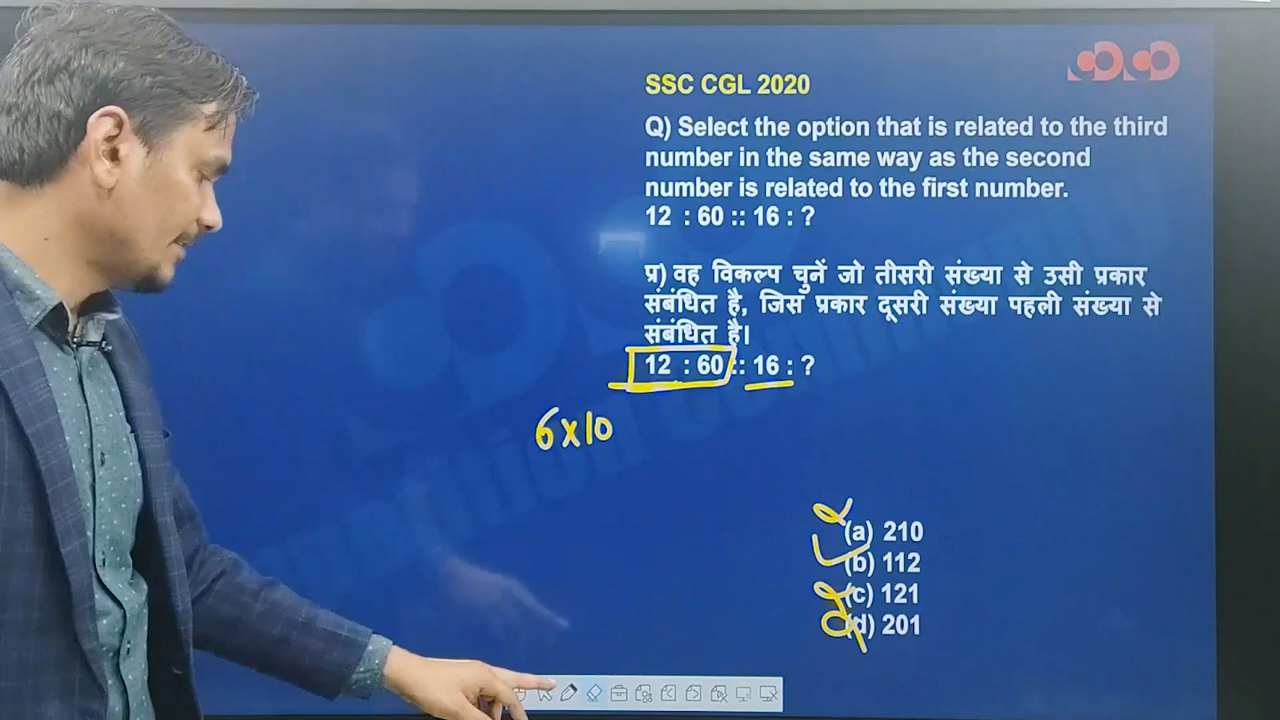 SSC CGL 2020
Q) Select the option that is related to the third
number in the same way as the second
number is related to the first number.
12 : 60 :: 16 : ?
प्र) वह विकल्प चुनें जो तीसरी संख्या से उसी प्रकार
संबंधित है, जिस प्रकार दूसरी संख्या पहली संख्या से
संबंधित है।
12 : 60 :: 16 : ?
6x10
(a) 210
(b) 112
(c) 121
(d) 201